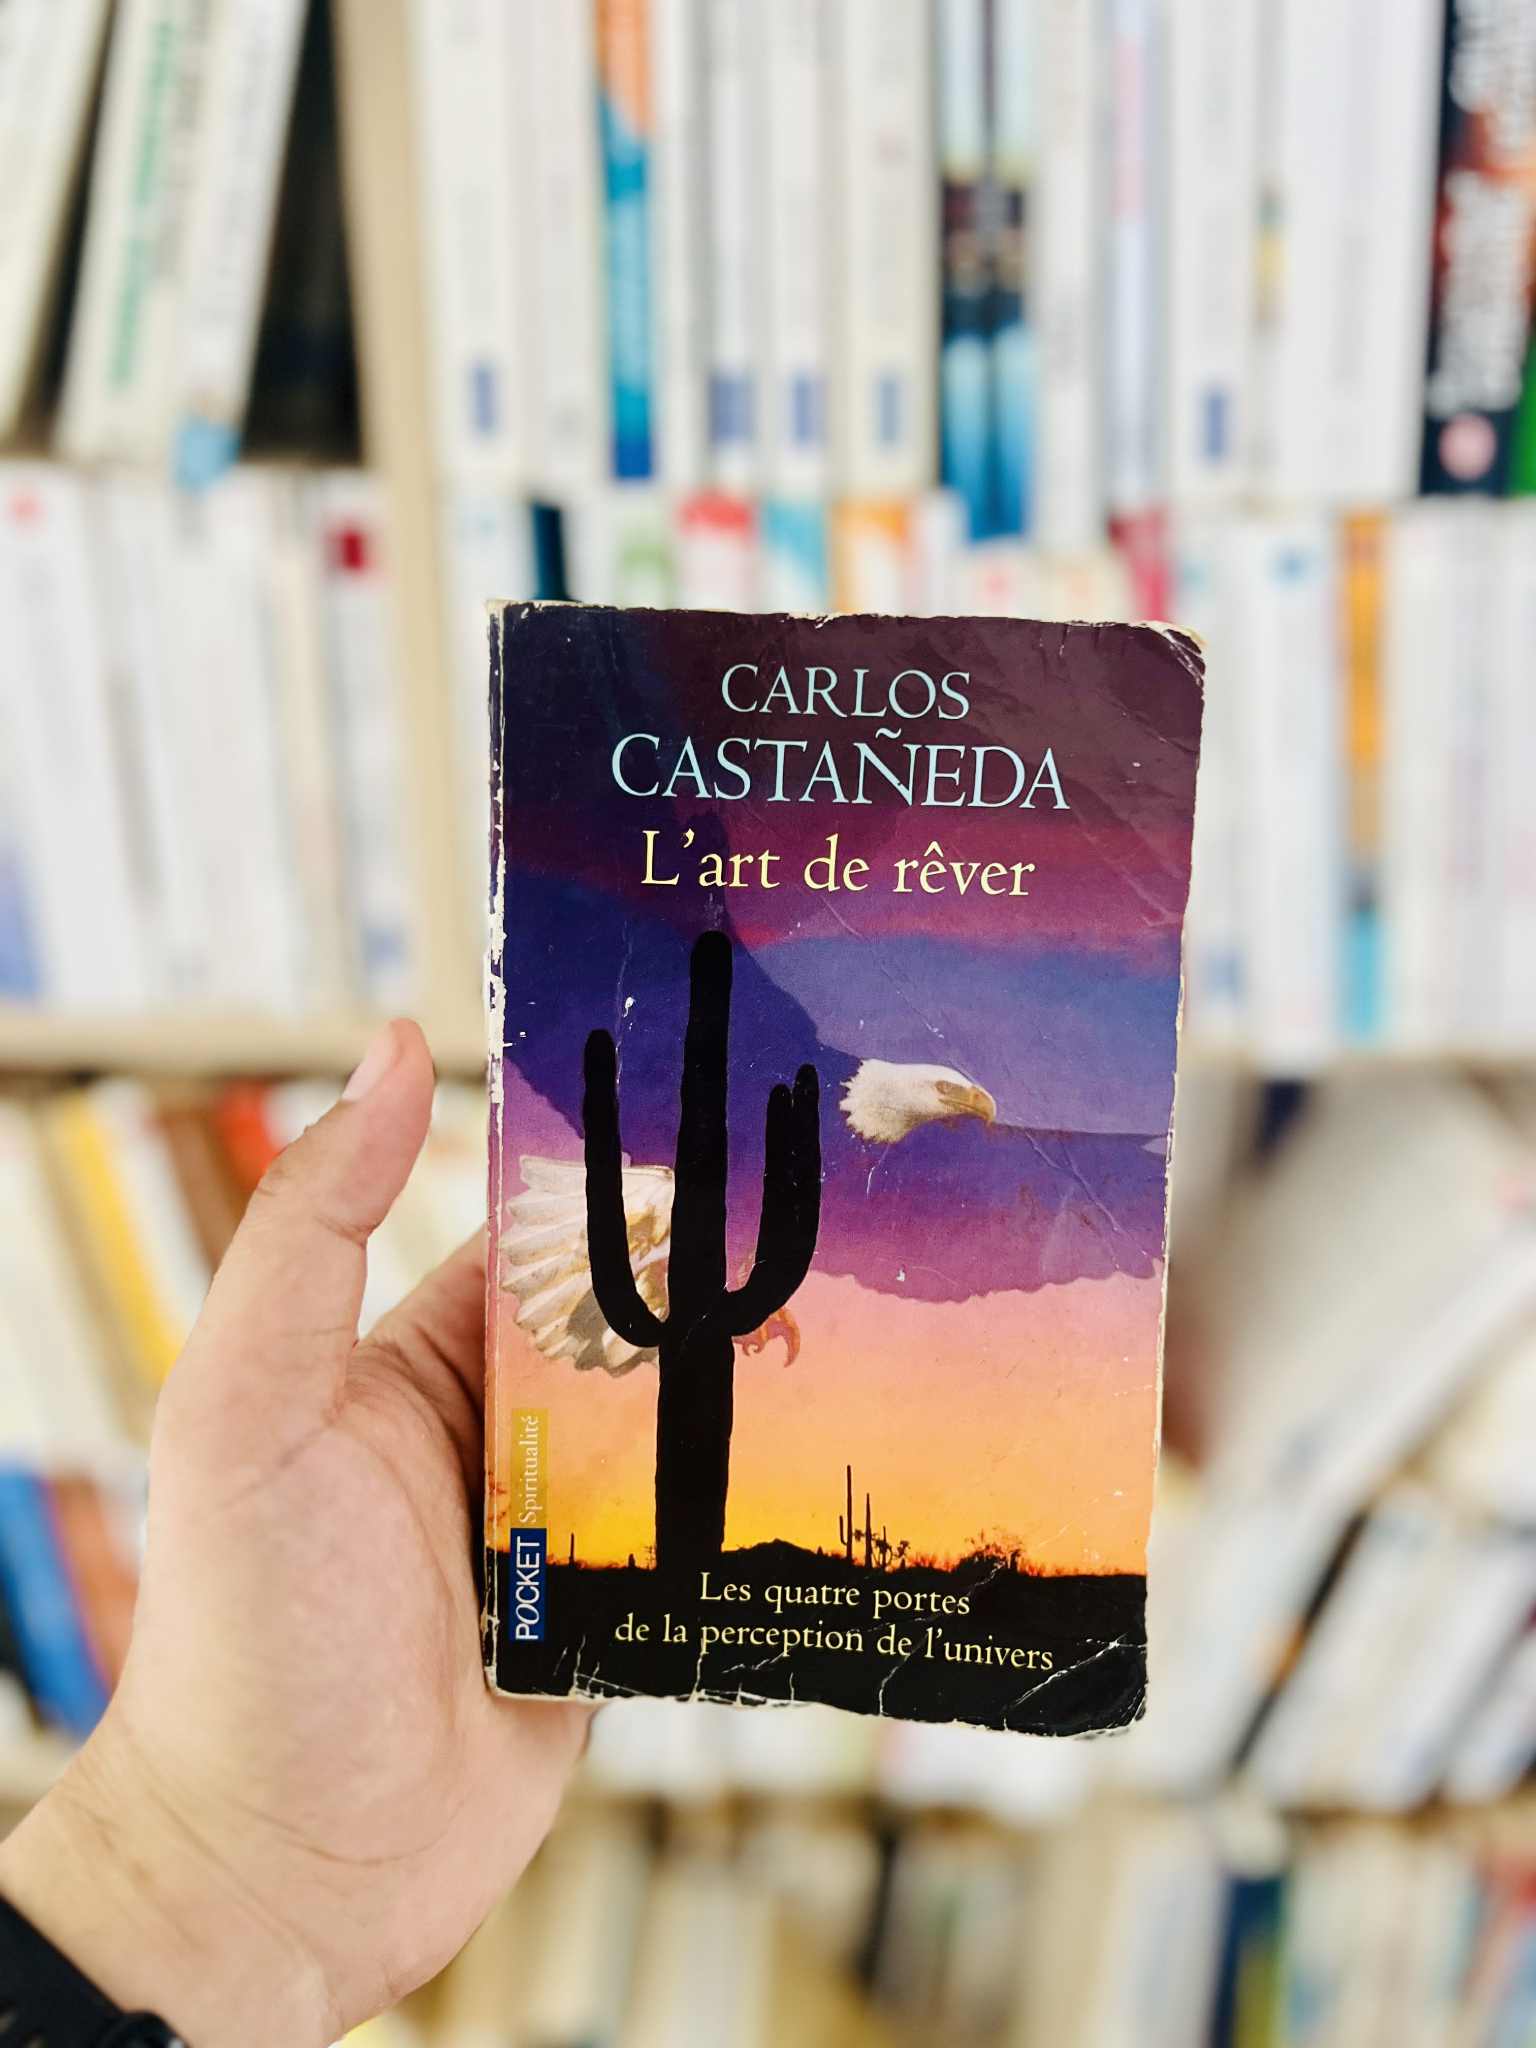 CARLOS
CASTAÑEDA
L'art de rêver
Spiritualité
POCKET
Les quatre portes
de la perception de l'univers